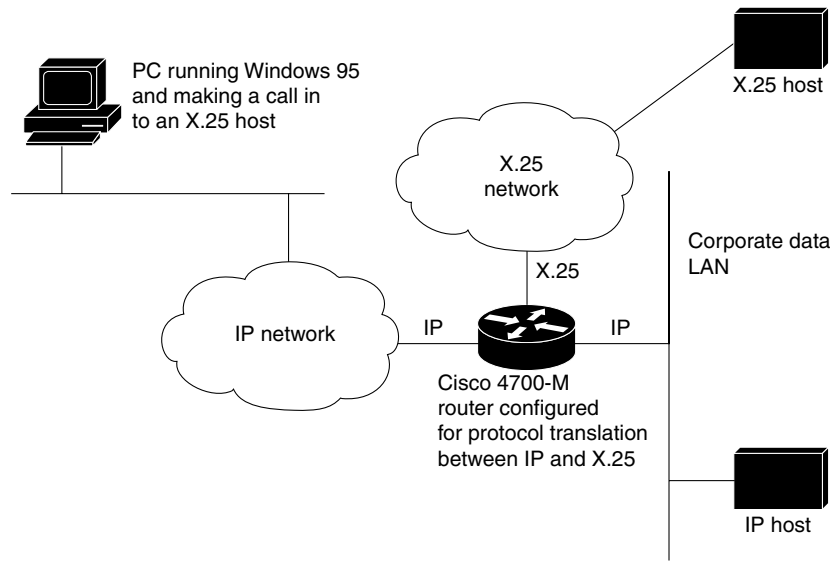 PC running Windows 95
and making a call in
to an X.25 host
X.25 host
X.25
network
Corporate data
LAN
X.25
IP network
IP
IP
Cisco 4700-M
router configured
for protocol translation
between IP and X.25
IP host